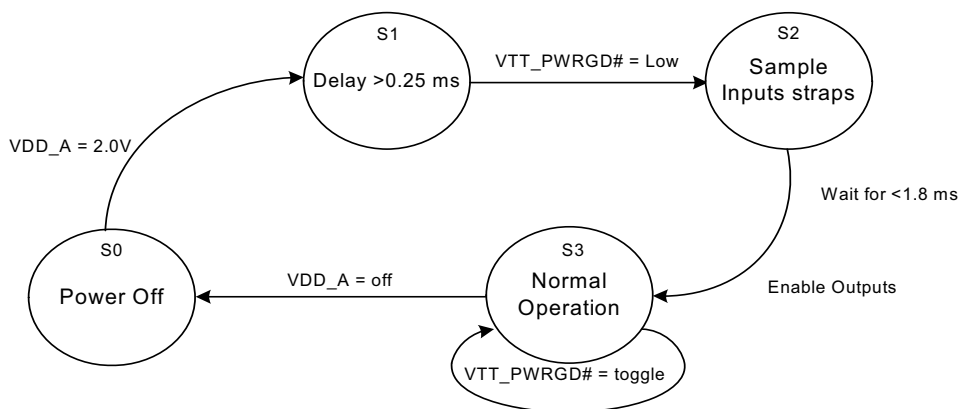 S1
Delay >0.25 ms
VTT_PWRGD# = Low
S2
Sample
Inputs straps
VDD_A = 2.0V
Wait for <1.8 ms
S0
Power Off
VDD_A = off
S3
Normal
Operation
Enable Outputs
VTT_PWRGD# = toggle